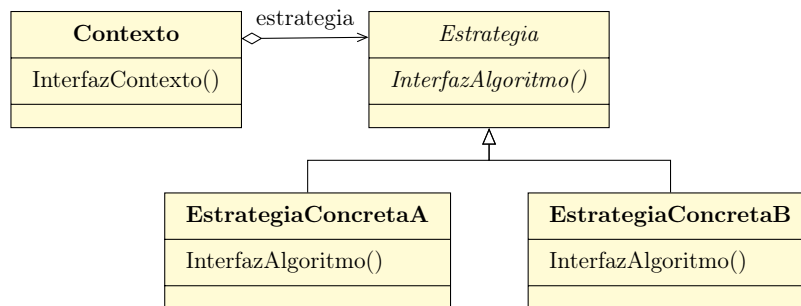 estrategia
Contexto
Estrategia
InterfazContexto()
InterfazAlgoritmo()
EstrategiaConcretaA
EstrategiaConcretaB
InterfazAlgoritmo()
InterfazAlgoritmo()